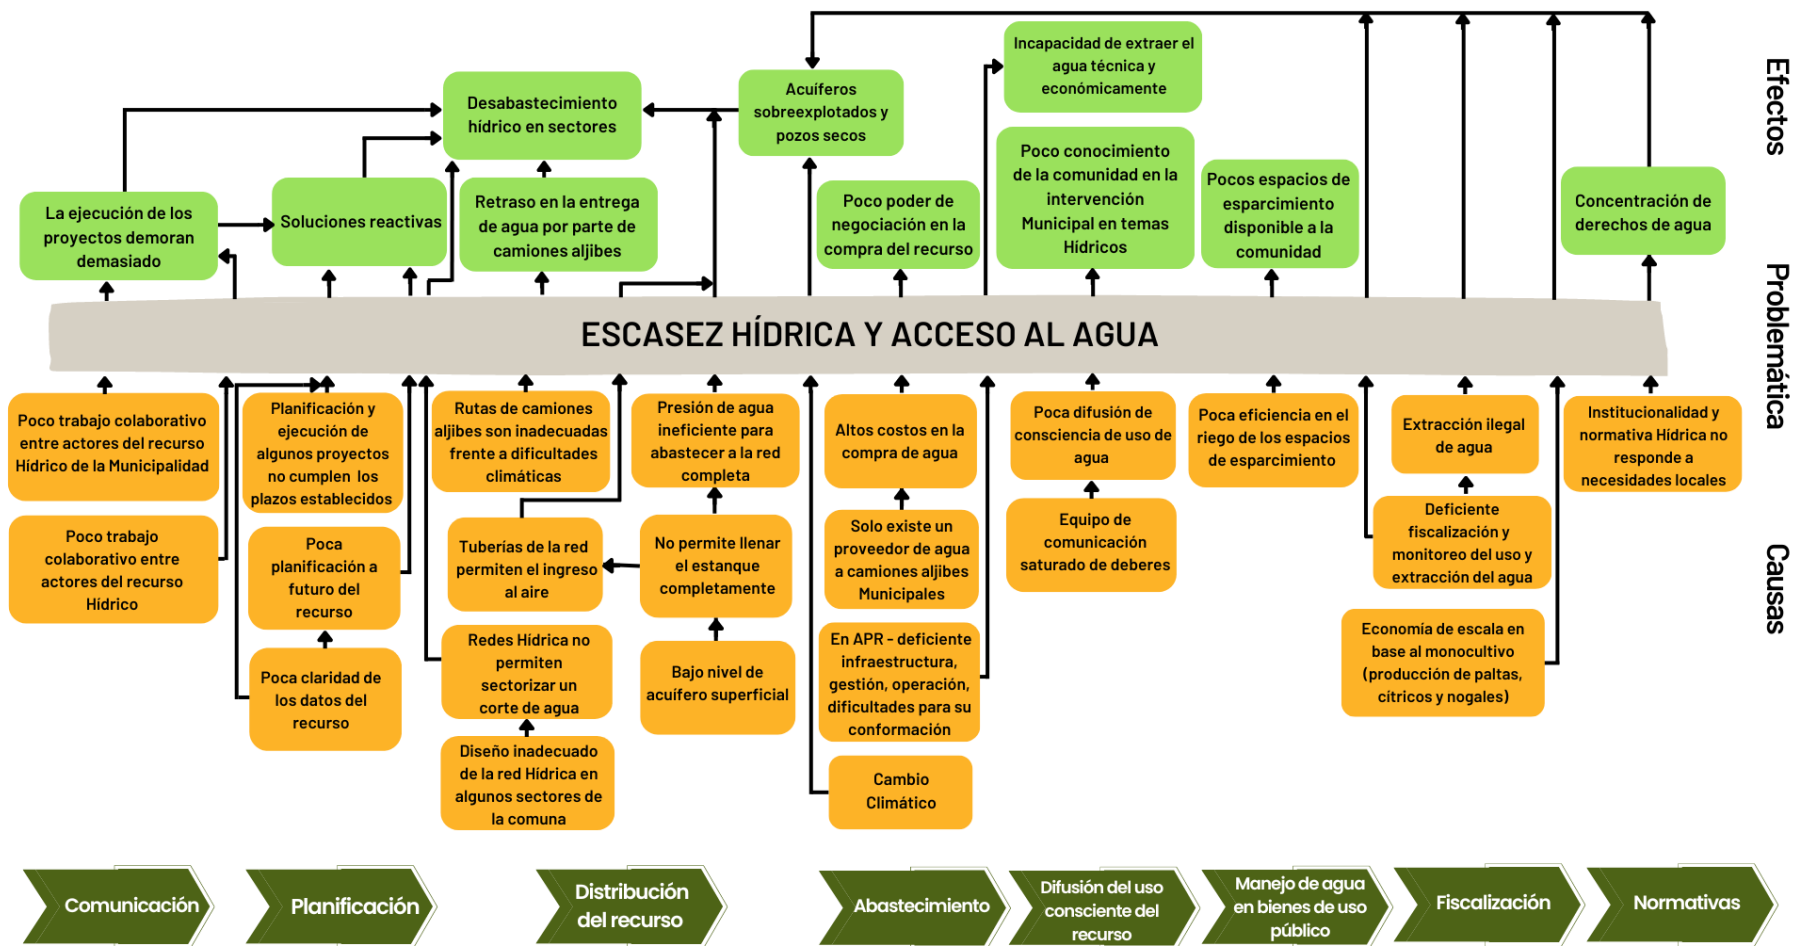 Efectos
Incapacidad de extraer el
agua técnica y
económicamente
Desabastecimiento
hídrico en sectores
Acuíferos
sobreexplotados y
pozos secos
Poco conocimiento
de la comunidad en la
intervención
Municipal en temas
Hídricos
Pocos espacios de
esparcimiento
disponible a la
comunidad
Concentración de
derechos de agua
La ejecución de los
proyectos demoran
demasiado
Soluciones reactivas
Retraso en la entrega
de agua por parte de
camiones aljibes
Poco poder de
negociación en la
compra del recurso
Problemática
ESCASEZ HÍDRICA Y ACCESO AL AGUA
Causas
Poco trabajo colaborativo
entre actores del recurso
Hídrico de la Municipalidad
Planificación y
ejecución de
algunos proyectos
no cumplen los
plazos establecidos
Rutas de camiones
aljibes son inadecuadas
frente a dificultades
climáticas
Presión de agua
ineficiente para
abastecer a la red
completa
Altos costos en la
compra de agua
Poca difusión de
consciencia de uso de
agua
Poca eficiencia en el
riego de los espacios
de esparcimiento
Extracción ilegal
de agua
Institucionalidad y
normativa Hídrica no
responde a
necesidades locales
Poco trabajo
colaborativo entre
actores del recurso
Hídrico
Poca
planificación a
futuro del
recurso
Tuberías de la red
permiten el ingreso
al aire
No permite llenar
el estanque
completamente
Solo existe un
proveedor de agua
a camiones aljibes
Municipales
Equipo de
comunicación
saturado de deberes
Deficiente
fiscalización y
monitoreo del uso y
extracción del agua
Poca claridad de
los datos del
recurso
Redes Hídrica no
permiten
sectorizar un
corte de agua
Bajo nivel de
acuífero superficial
En APR - deficiente
infraestructura,
gestión, operación,
dificultades para su
conformación
Economía de escala en
base al monocultivo
(producción de paltas,
cítricos y nogales)
Diseño inadecuado
de la red Hídrica en
algunos sectores de
la comuna
Cambio
Climático
Comunicación
Planificación
Distribución
del recurso
Abastecimiento
Difusión del uso
consciente del
recurso
Manejo de agua
en bienes de uso
público
Fiscalización
Normativas